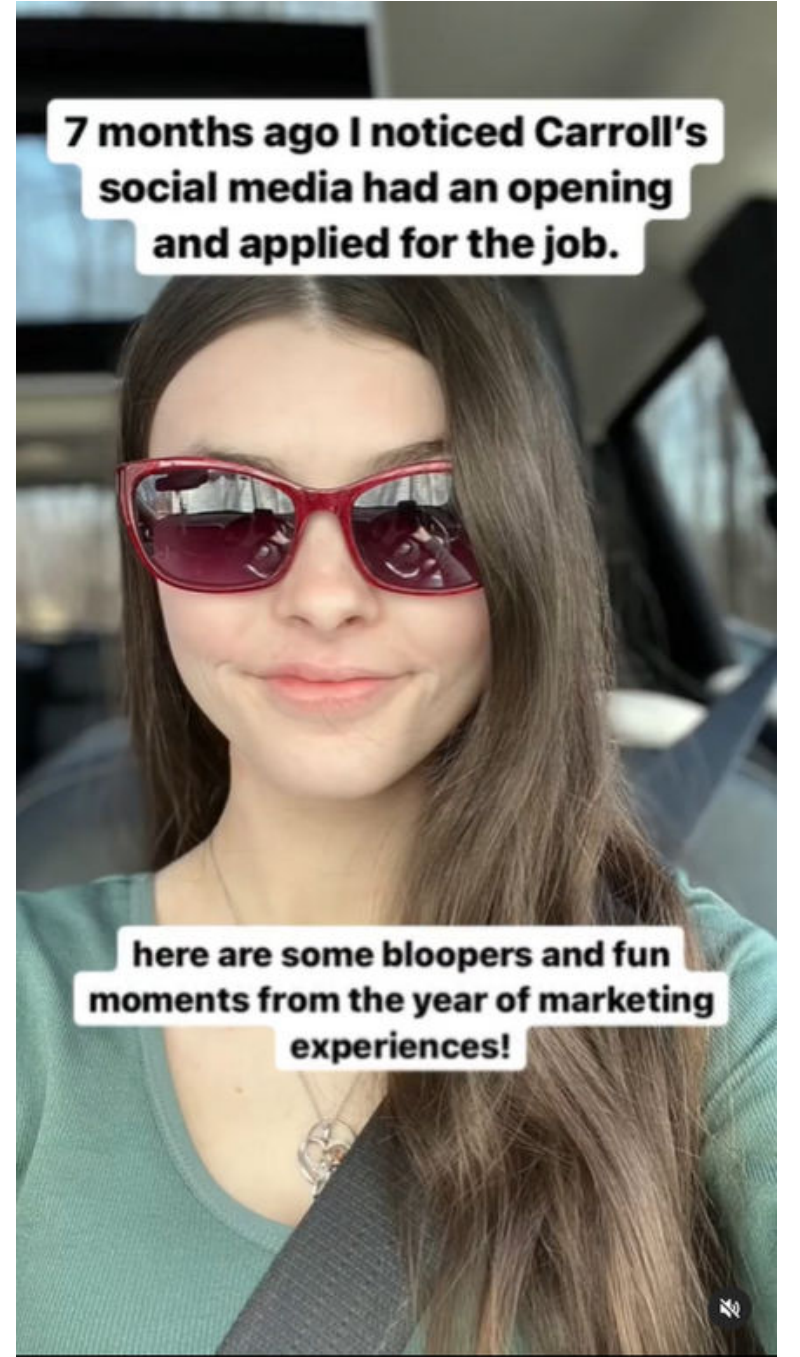 7 months ago I noticed Carroll’s
social media had an opening
and applied for the job.
here are some bloopers and fun
moments from the year of marketing
experiences!